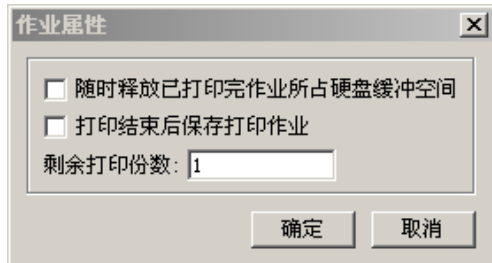 作业属性
随时释放已打印完作业所占硬盘缓冲空间
打印结束后保存打印作业
剩余打印份数: 1
确定 取消